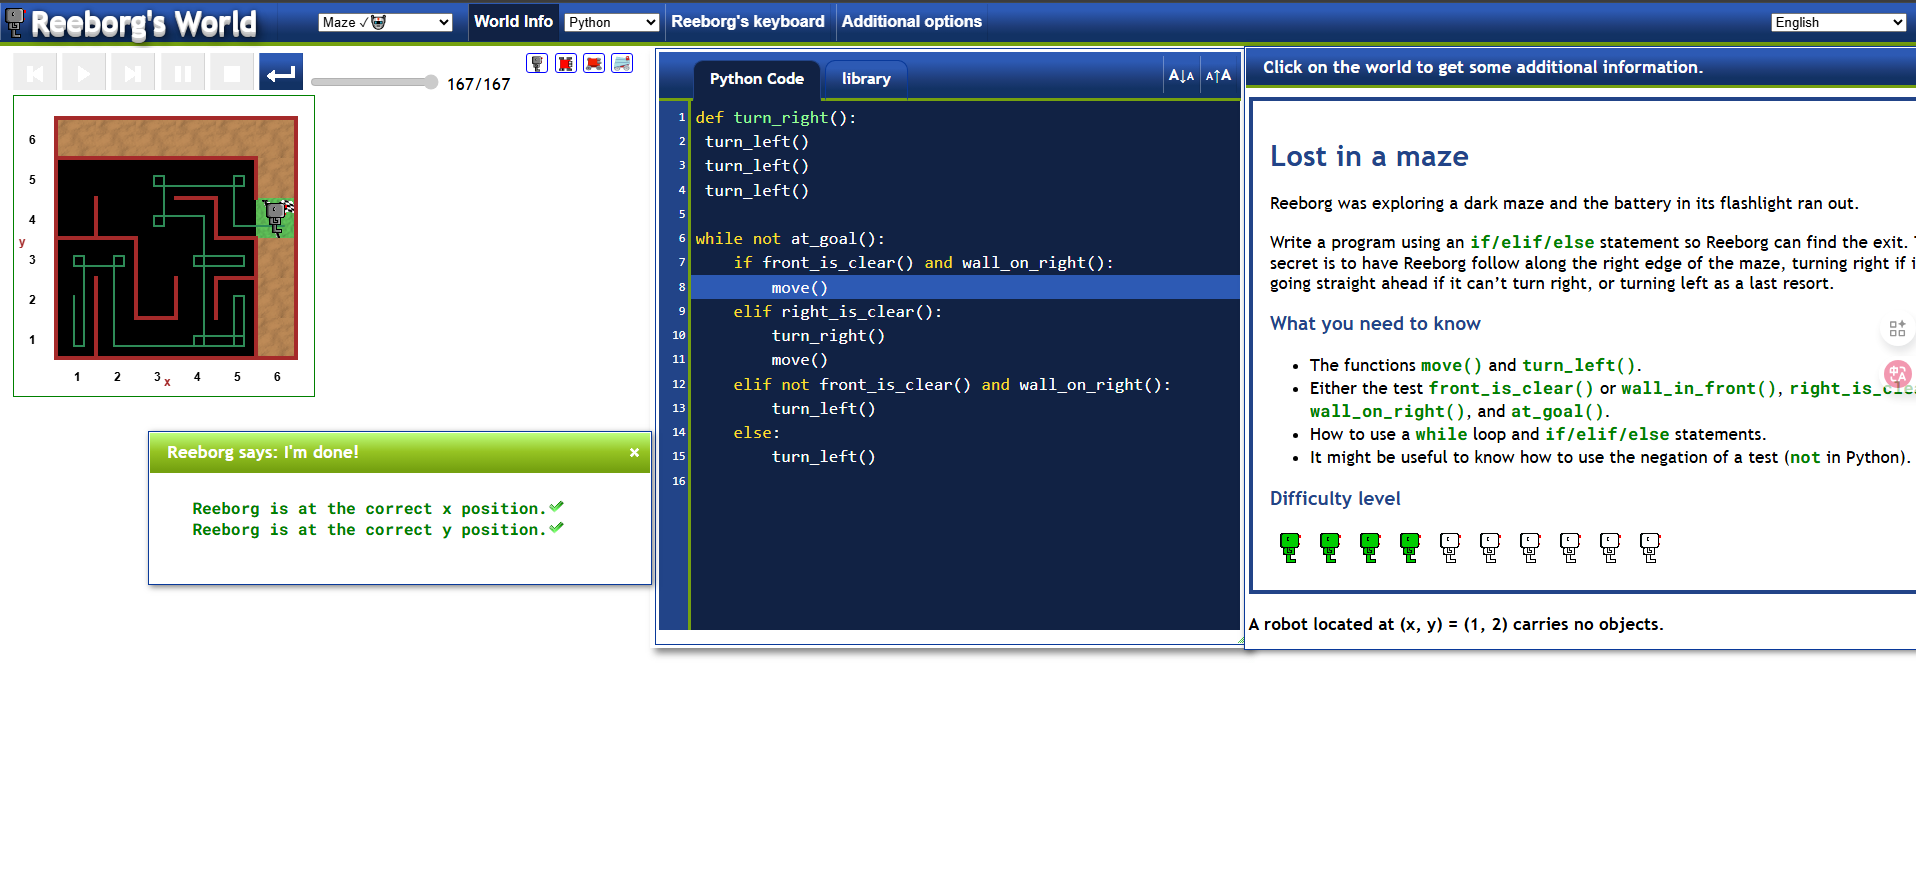 Reeborg's World
Maze ✓
World Info
Python
Reeborg's keyboard
Additional options
English
167/167
6
5
4
3
2
1
y
1 2 3 4 5 6
x
Reeborg says: I'm done!
×
Reeborg is at the correct x position.
Reeborg is at the correct y position.
Python Code
library
A↓A
A↑A
1 def turn_right():
2  turn_left()
3  turn_left()
4  turn_left()
5
6 while not at_goal():
7     if front_is_clear() and wall_on_right():
8         move()
9     elif right_is_clear():
10         turn_right()
11         move()
12     elif not front_is_clear() and wall_on_right():
13         turn_left()
14     else:
15         turn_left()
16
Click on the world to get some additional information.
Lost in a maze
Reeborg was exploring a dark maze and the battery in its flashlight ran out.
Write a program using an if/elif/else statement so Reeborg can find the exit.
secret is to have Reeborg follow along the right edge of the maze, turning right if i
going straight ahead if it can’t turn right, or turning left as a last resort.
What you need to know
• The functions move() and turn_left().
• Either the test front_is_clear() or wall_in_front(), right_is_cle
wall_on_right(), and at_goal().
• How to use a while loop and if/elif/else statements.
• It might be useful to know how to use the negation of a test (not in Python).
Difficulty level
A robot located at (x, y) = (1, 2) carries no objects.